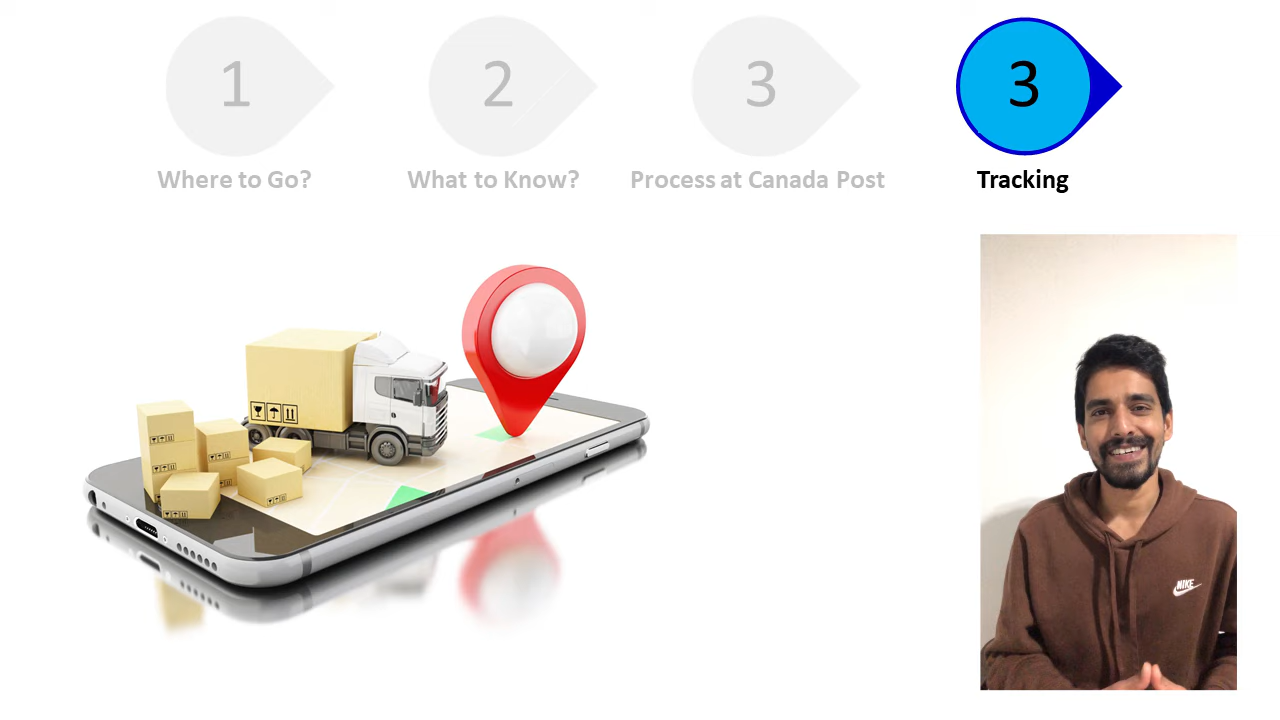 1
2
3
3
Where to Go?
What to Know?
Process at Canada Post
Tracking
NIKE